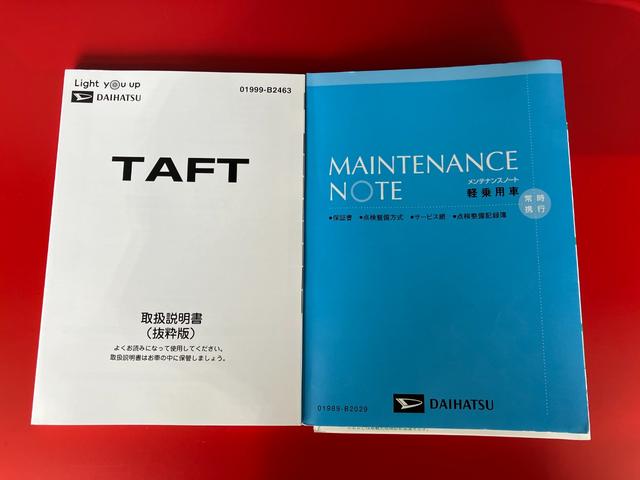 Light you up
DAIHATSU
01999-B2463
TAFT
取扱説明書
(抜粋版)
よくお読みになって使用してください。
取扱説明書はお車の中に保管しましょう。
MAINTENANCE
NOTE
メンテナンスノート
軽乗用車
常時
携行
●保証書 ●点検整備方式 ●サービス網 ●点検整備記録簿
01989-B2029
DAIHATSU